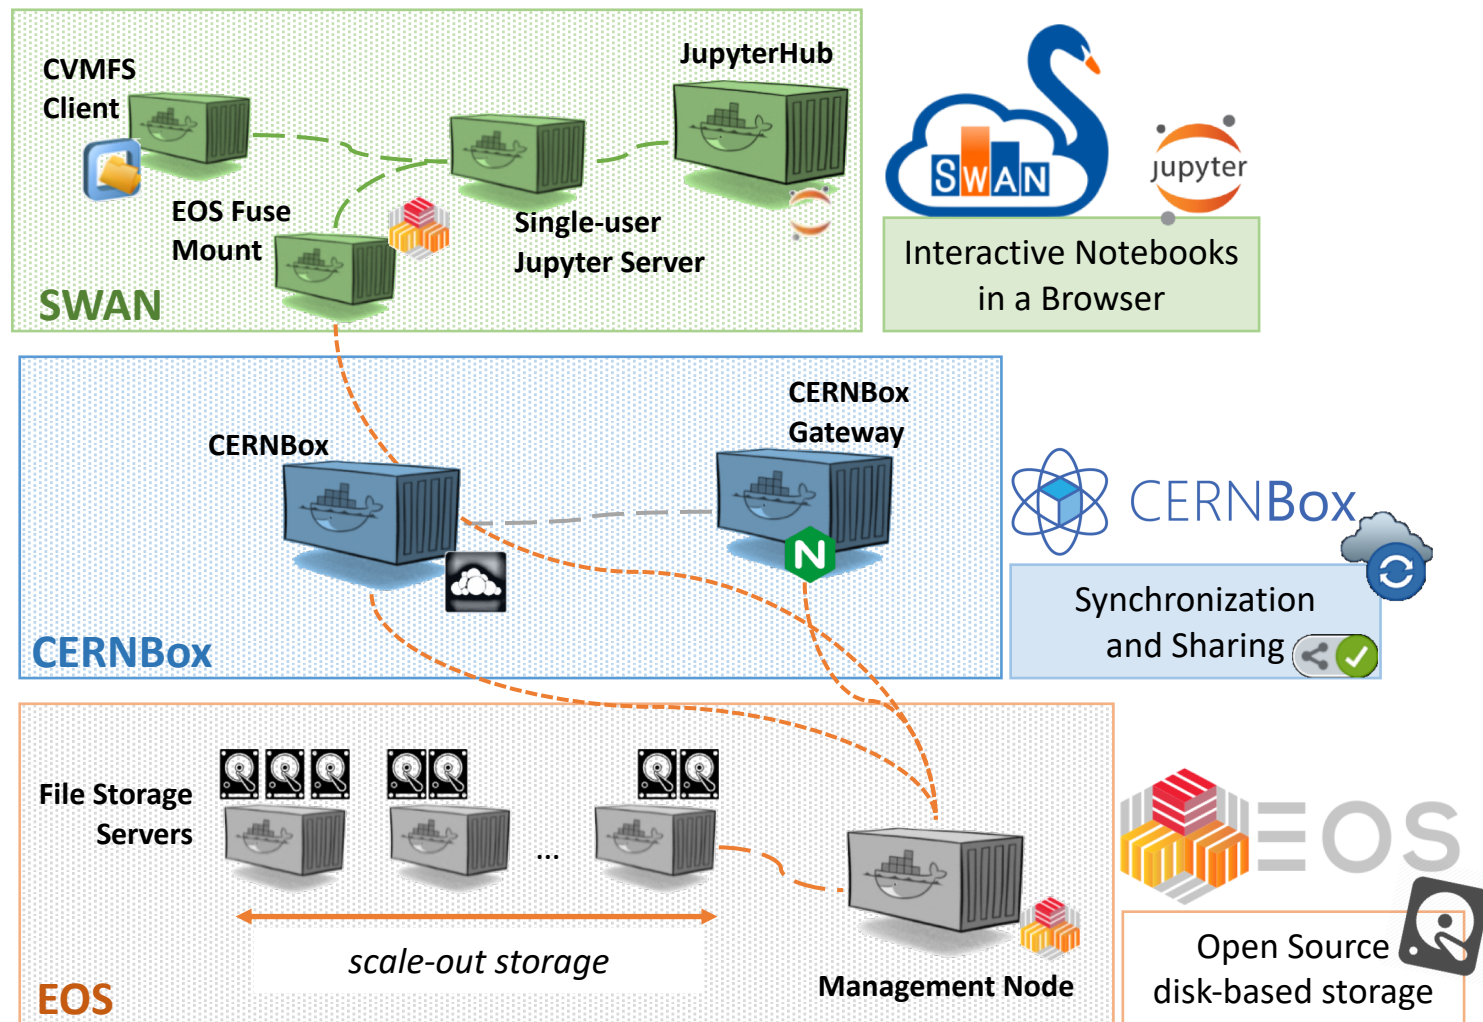 CVMFS
Client
JupyterHub
EOS Fuse
Mount
Single-user
Jupyter Server
SWAN
SWAN
jupyter
Interactive Notebooks
in a Browser
CERNBox
CERNBox
Gateway
N
CERNBox
CERNBox
Synchronization
and Sharing
File Storage
Servers
...
scale-out storage
Management Node
EOS
EOS
Open Source
disk-based storage